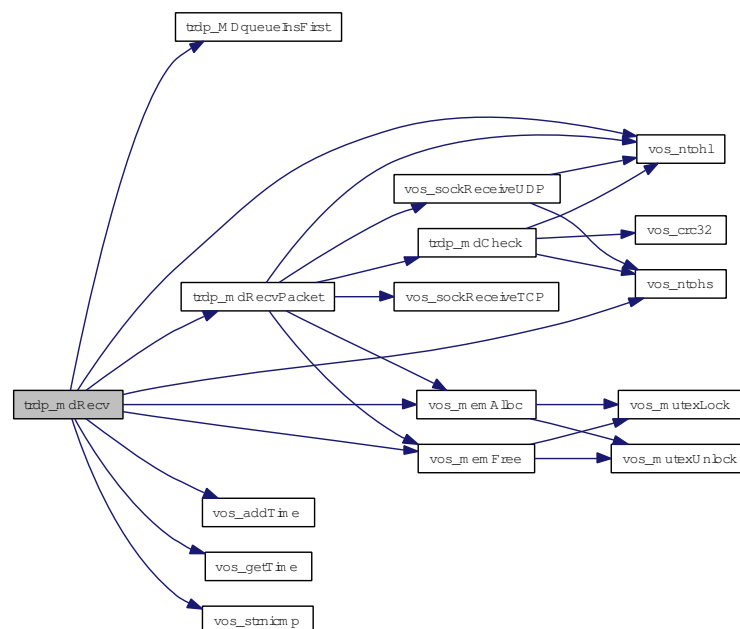 trdp_MDqueueInsFirst
vos_ntohl
vos_sockReceiveUDP
vos_crc32
trdp_mdCheck
vos_ntohs
trdp_mdRecvPacket
vos_sockReceiveTCP
trdp_mdRecv
vos_memAlloc
vos_mutexLock
vos_memFree
vos_mutexUnlock
vos_addTime
vos_getTime
vos_strnicmp